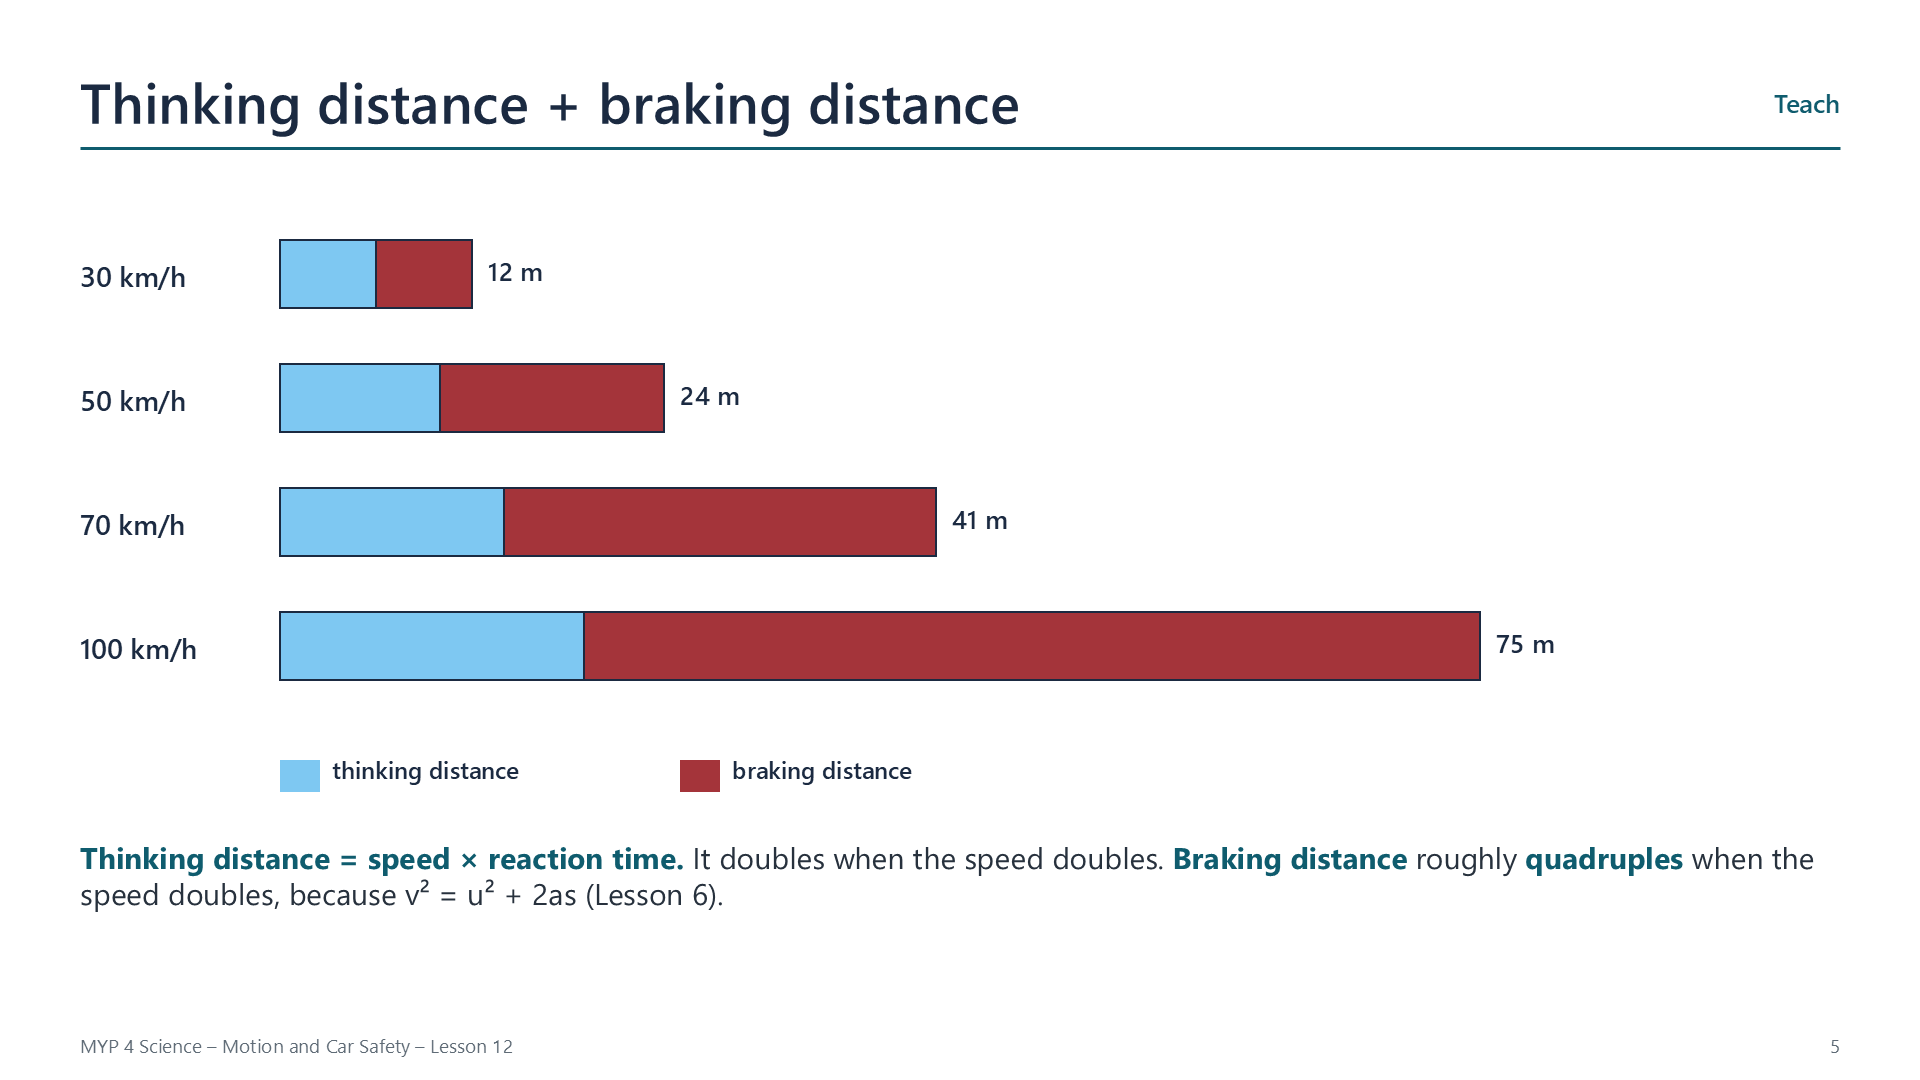 Thinking distance + braking distance
Teach
30 km/h
12 m
50 km/h
24 m
70 km/h
41 m
100 km/h
75 m
thinking distance
braking distance
Thinking distance = speed × reaction time. It doubles when the speed doubles. Braking distance roughly quadruples when the
speed doubles, because v² = u² + 2as (Lesson 6).
MYP 4 Science – Motion and Car Safety – Lesson 12
5